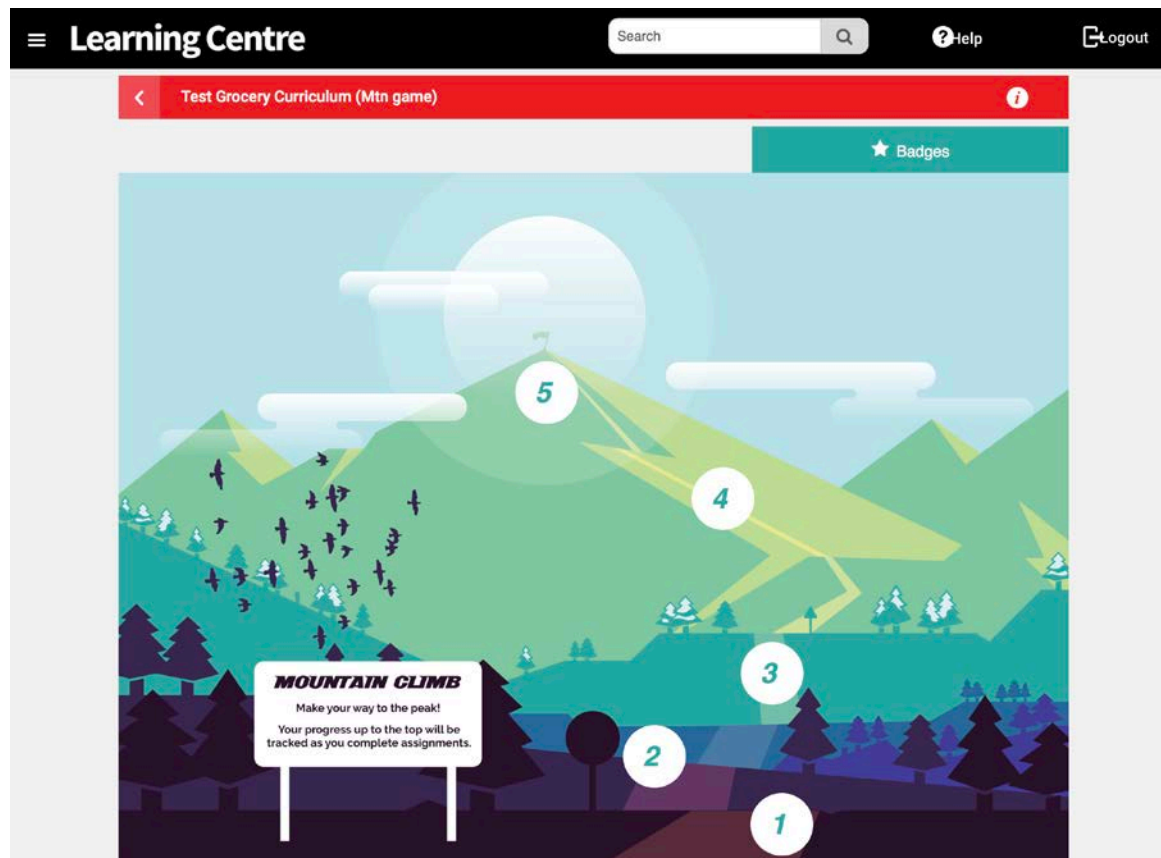 Learning Centre
Search
Help
Logout
Test Grocery Curriculum (Mtn game)
Badges
5
4
3
MOUNTAIN CLIMB
Make your way to the peak!
Your progress up to the top will be
tracked as you complete assignments.
2
1